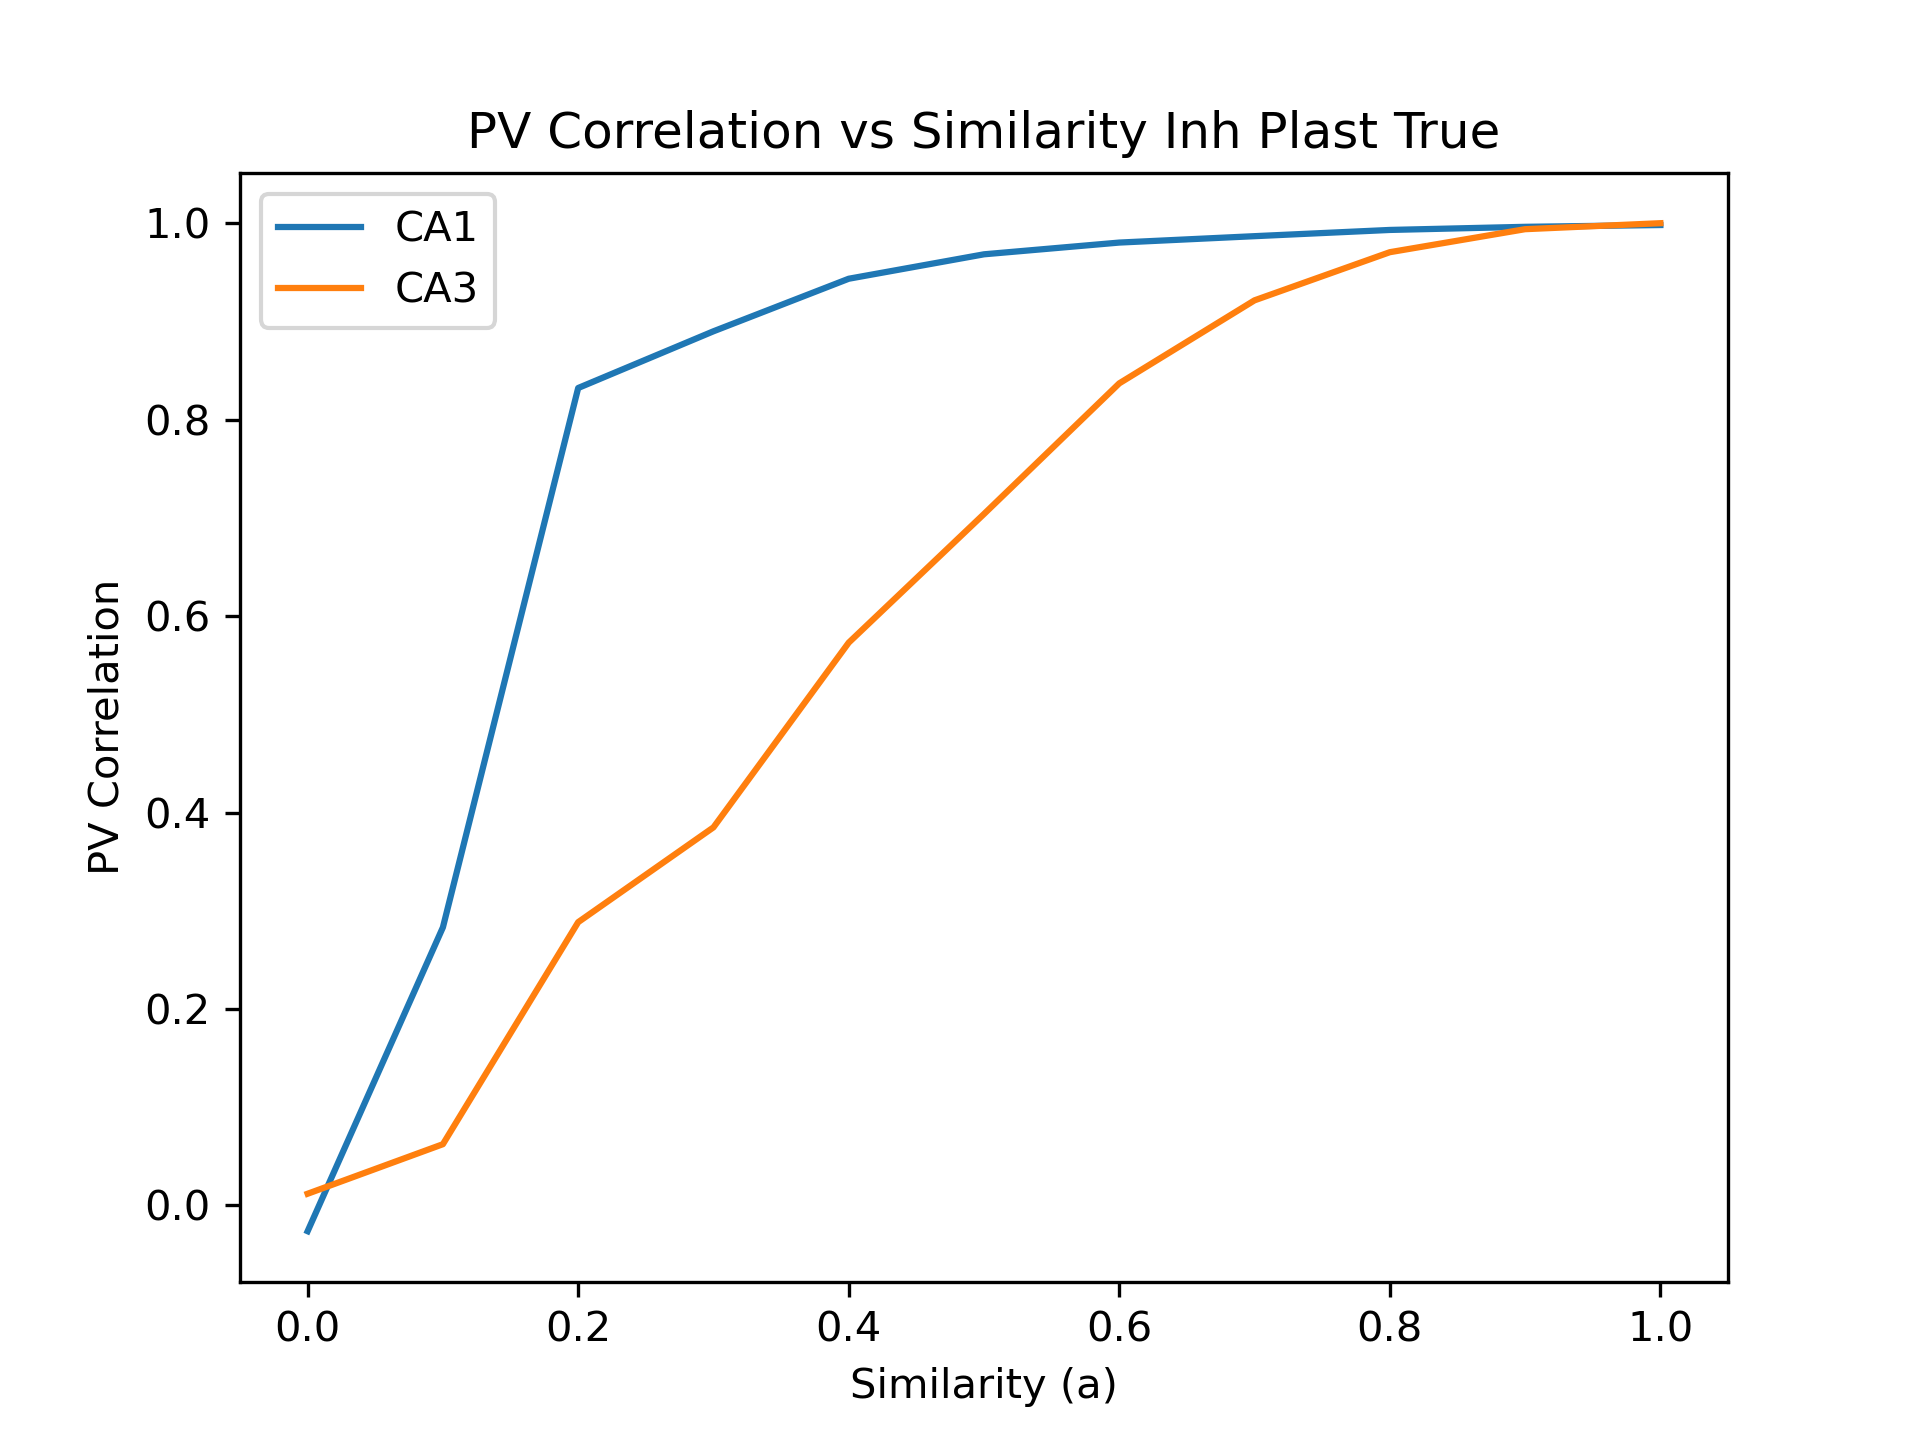 PV Correlation vs Similarity Inh Plast True
CA1
CA3
1.0
0.8
0.6
0.4
0.2
0.0
PV Correlation
0.0 0.2 0.4 0.6 0.8 1.0
Similarity (a)